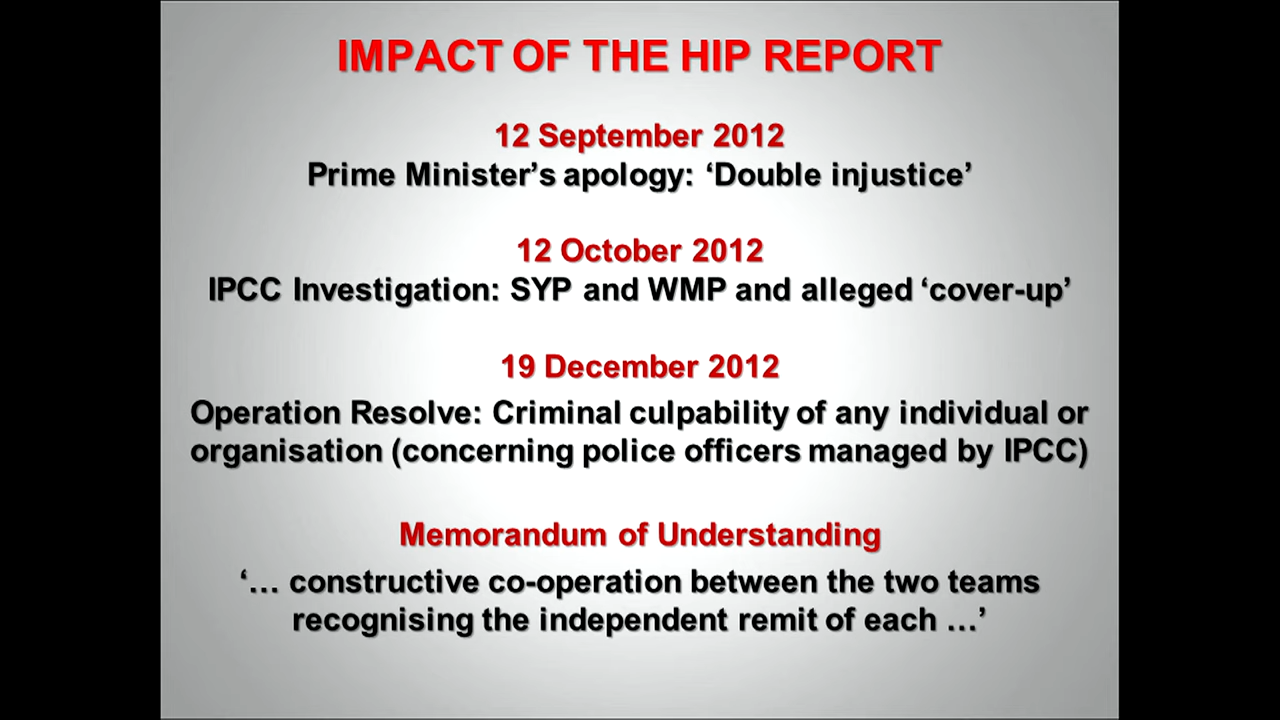 IMPACT OF THE HIP REPORT
12 September 2012
Prime Minister’s apology: ‘Double injustice’
12 October 2012
IPCC Investigation: SYP and WMP and alleged ‘cover-up’
19 December 2012
Operation Resolve: Criminal culpability of any individual or
organisation (concerning police officers managed by IPCC)
Memorandum of Understanding
‘… constructive co-operation between the two teams
recognising the independent remit of each …’